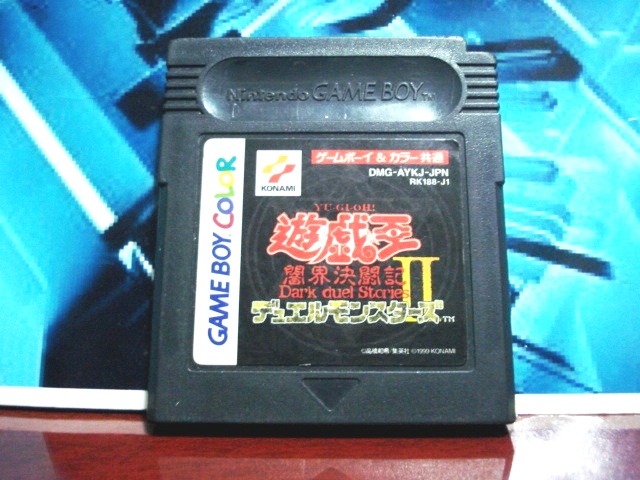 Nintendo GAME BOY TM
GAME BOY COLOR
KONAMI
ゲームボーイ & カラー共通
DMG-AYKJ-JPN
RK188-J1
YU-GI-OH!
遊戯王
闇界決闘記
Dark duel Stories
II
デュエルモンスターズ TM
©高橋和希/集英社 ©1999 KONAMI